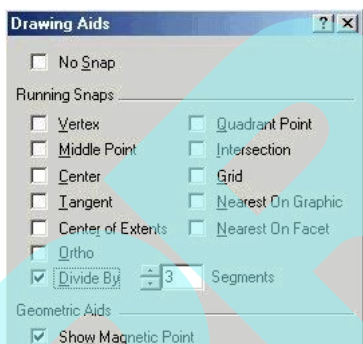 Drawing Aids
No Snap
Running Snaps
Vertex Quadrant Point
Middle Point Intersection
Center Grid
Tangent Nearest On Graphic
Center of Extents Nearest On Facet
Ortho
Divide By 3 Segments
Geometric Aids
Show Magnetic Point